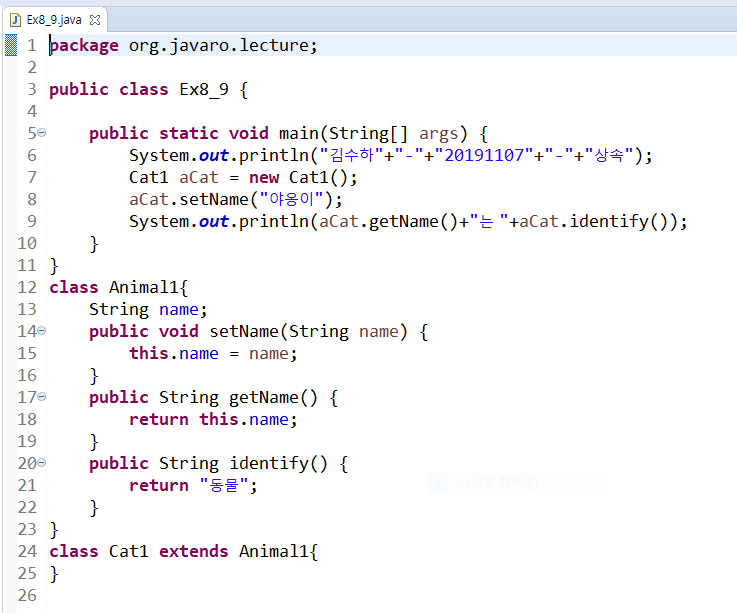 Ex8_9.java
1 package org.javaro.lecture;
2
3 public class Ex8_9 {
4
5 public static void main(String[] args) {
6 System.out.println("김수하"+"-"+"20191107"+"-"+"상속");
7 Cat1 aCat = new Cat1();
8 aCat.setName("야옹이");
9 System.out.println(aCat.getName()+"는 "+aCat.identify());
10 }
11 }
12 class Animal1{
13 String name;
14 public void setName(String name) {
15 this.name = name;
16 }
17 public String getName() {
18 return this.name;
19 }
20 public String identify() {
21 return "동물";
22 }
23 }
24 class Cat1 extends Animal1{
25 }
26